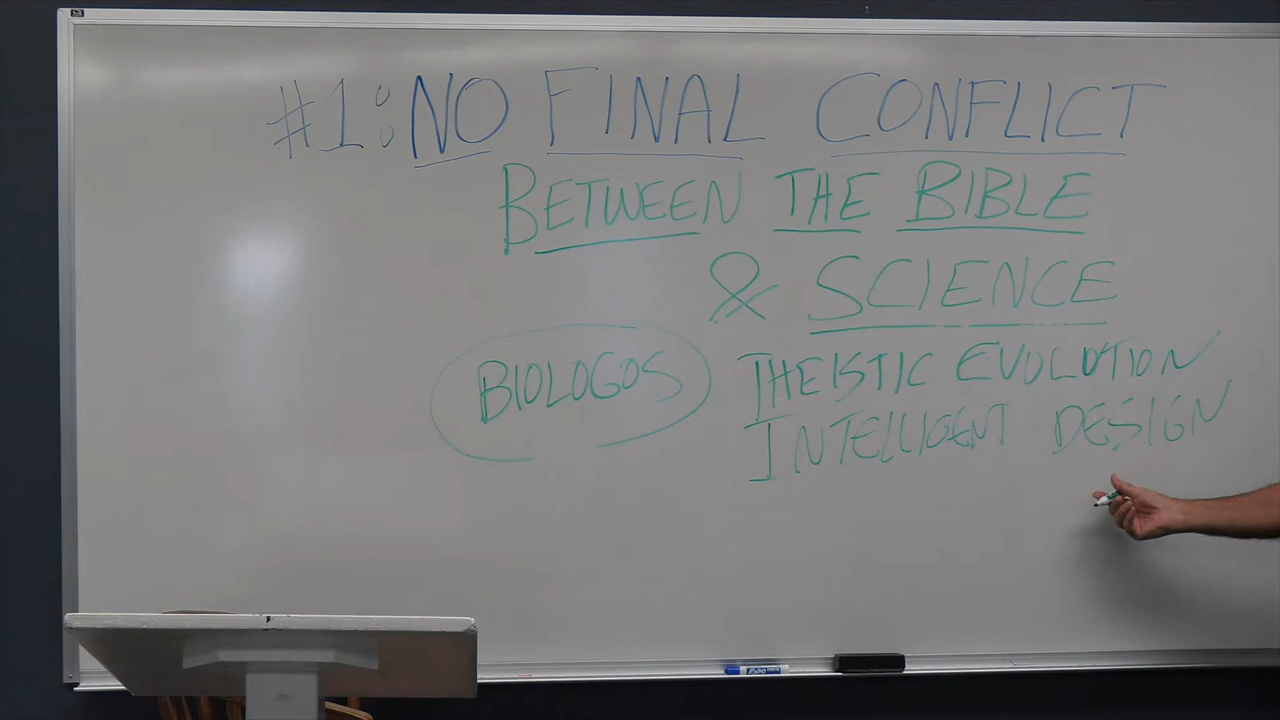 #1: NO FINAL CONFLICT
BETWEEN THE BIBLE
& SCIENCE
BIOLOGOS THEISTIC EVOLUTION
INTELLIGENT DESIGN